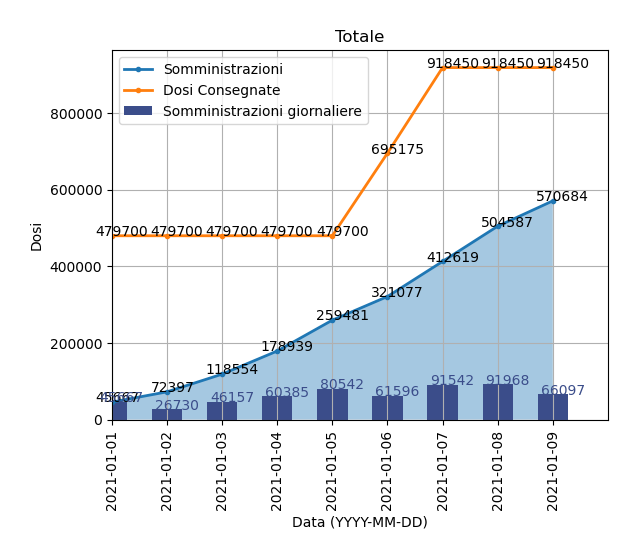 Totale
Somministrazioni
Dosi Consegnate
Somministrazioni giornaliere
Dosi
800000
600000
400000
200000
0
479700 479700 479700 479700 479700 695175 918450 918450 918450
72397 118554 178939 259481 321077 412619 504587 570684
26730 46157 60385 80542 61596 91542 91968 66097
2021-01-01 2021-01-02 2021-01-03 2021-01-04 2021-01-05 2021-01-06 2021-01-07 2021-01-08 2021-01-09
Data (YYYY-MM-DD)